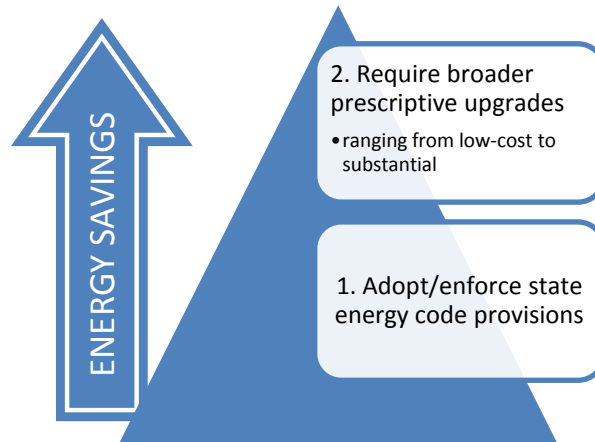 ENERGY SAVINGS
2. Require broader
prescriptive upgrades
•ranging from low-cost to
substantial
1. Adopt/enforce state
energy code provisions